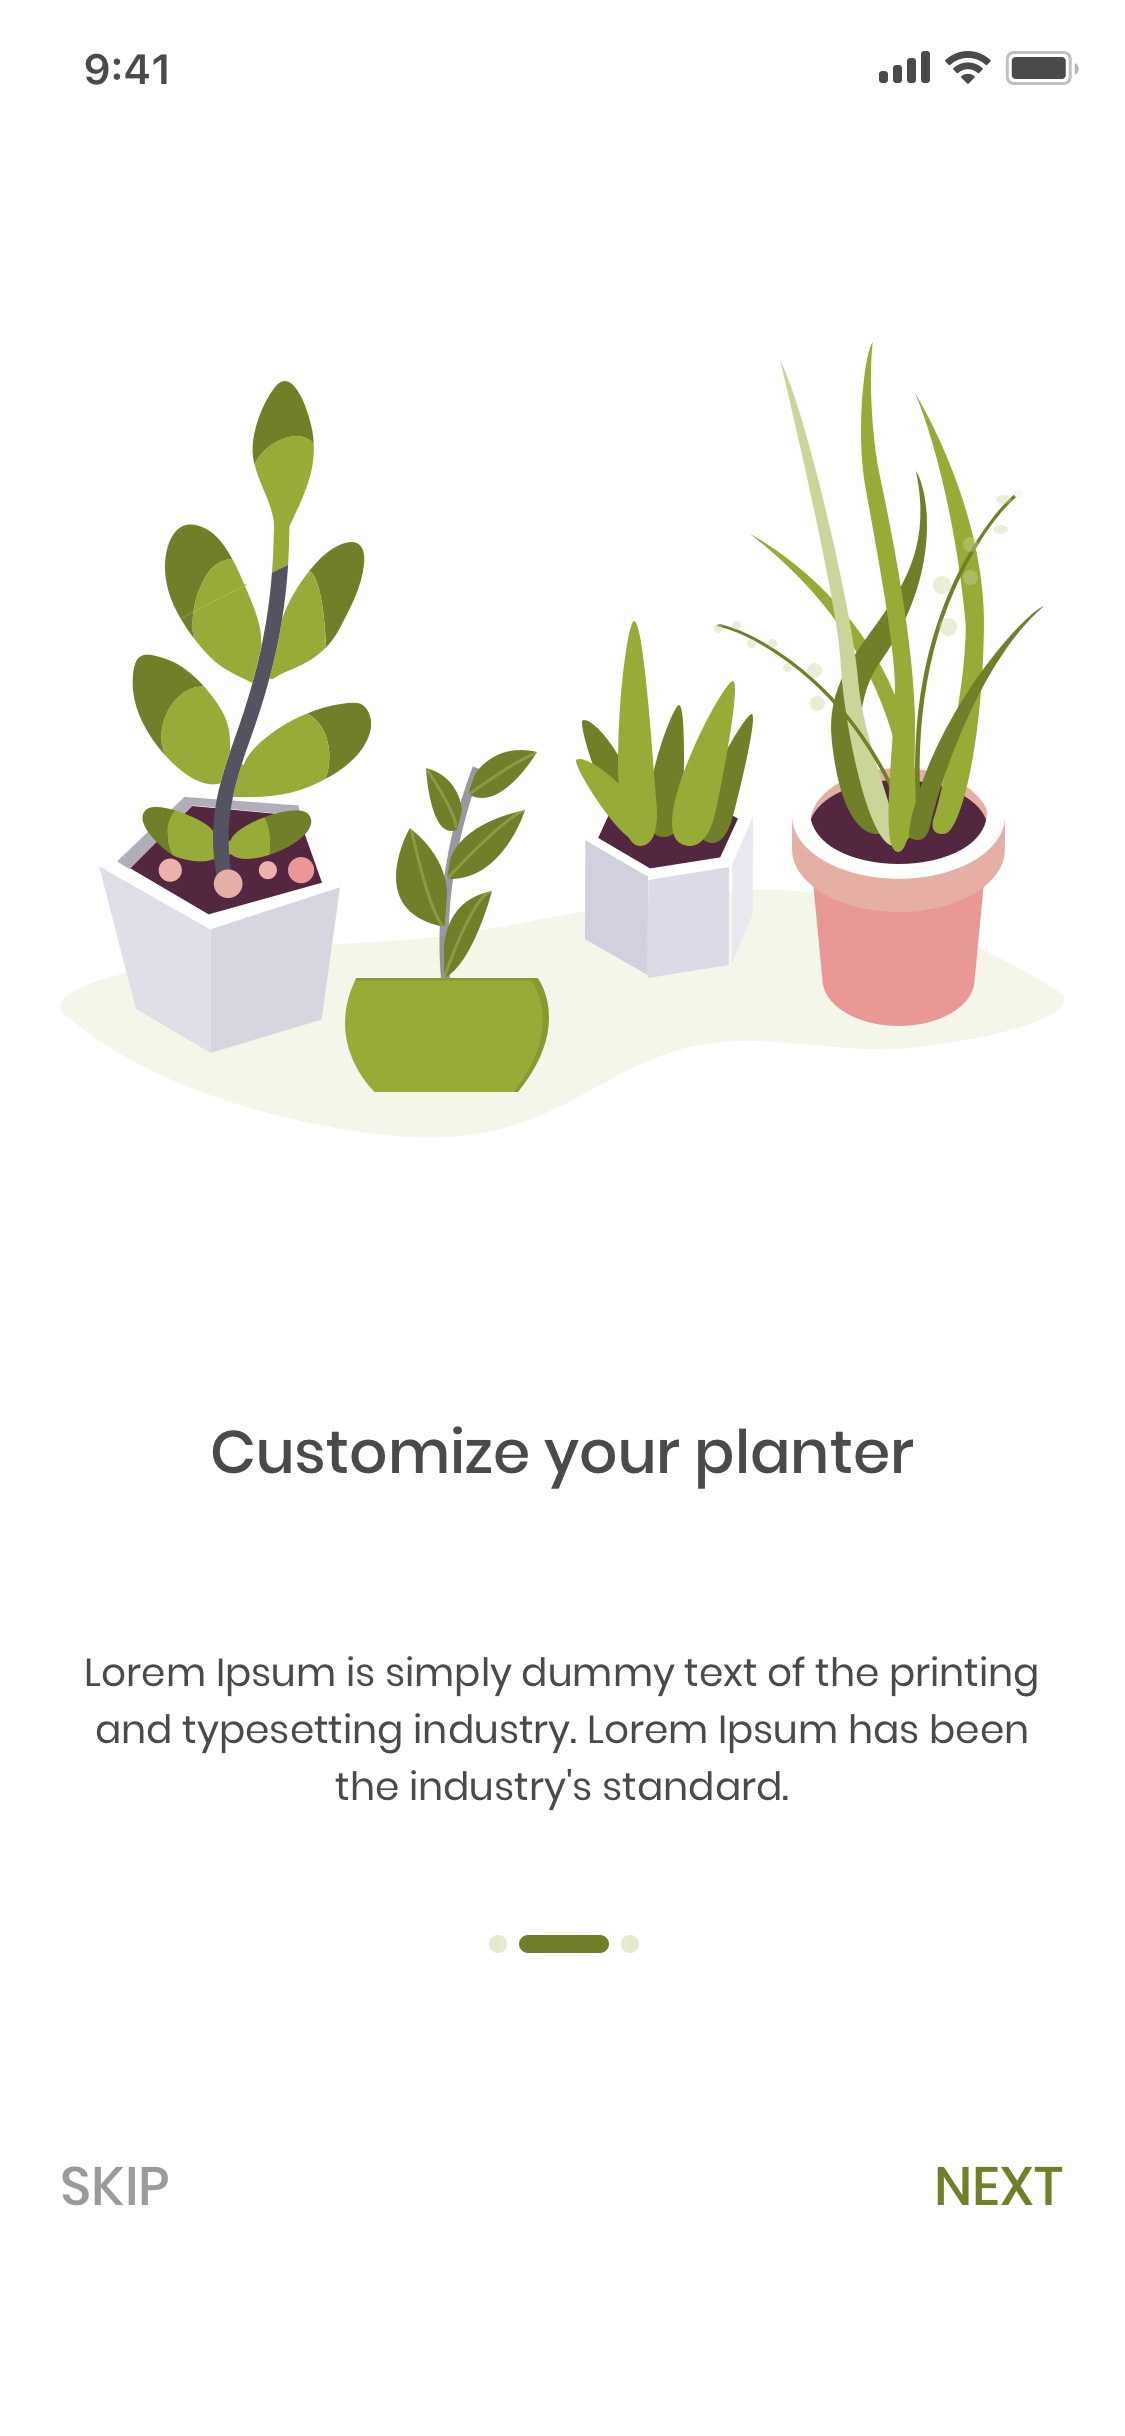 9:41
Customize your planter
Lorem Ipsum is simply dummy text of the printing
and typesetting industry. Lorem Ipsum has been
the industry's standard.
SKIP
NEXT